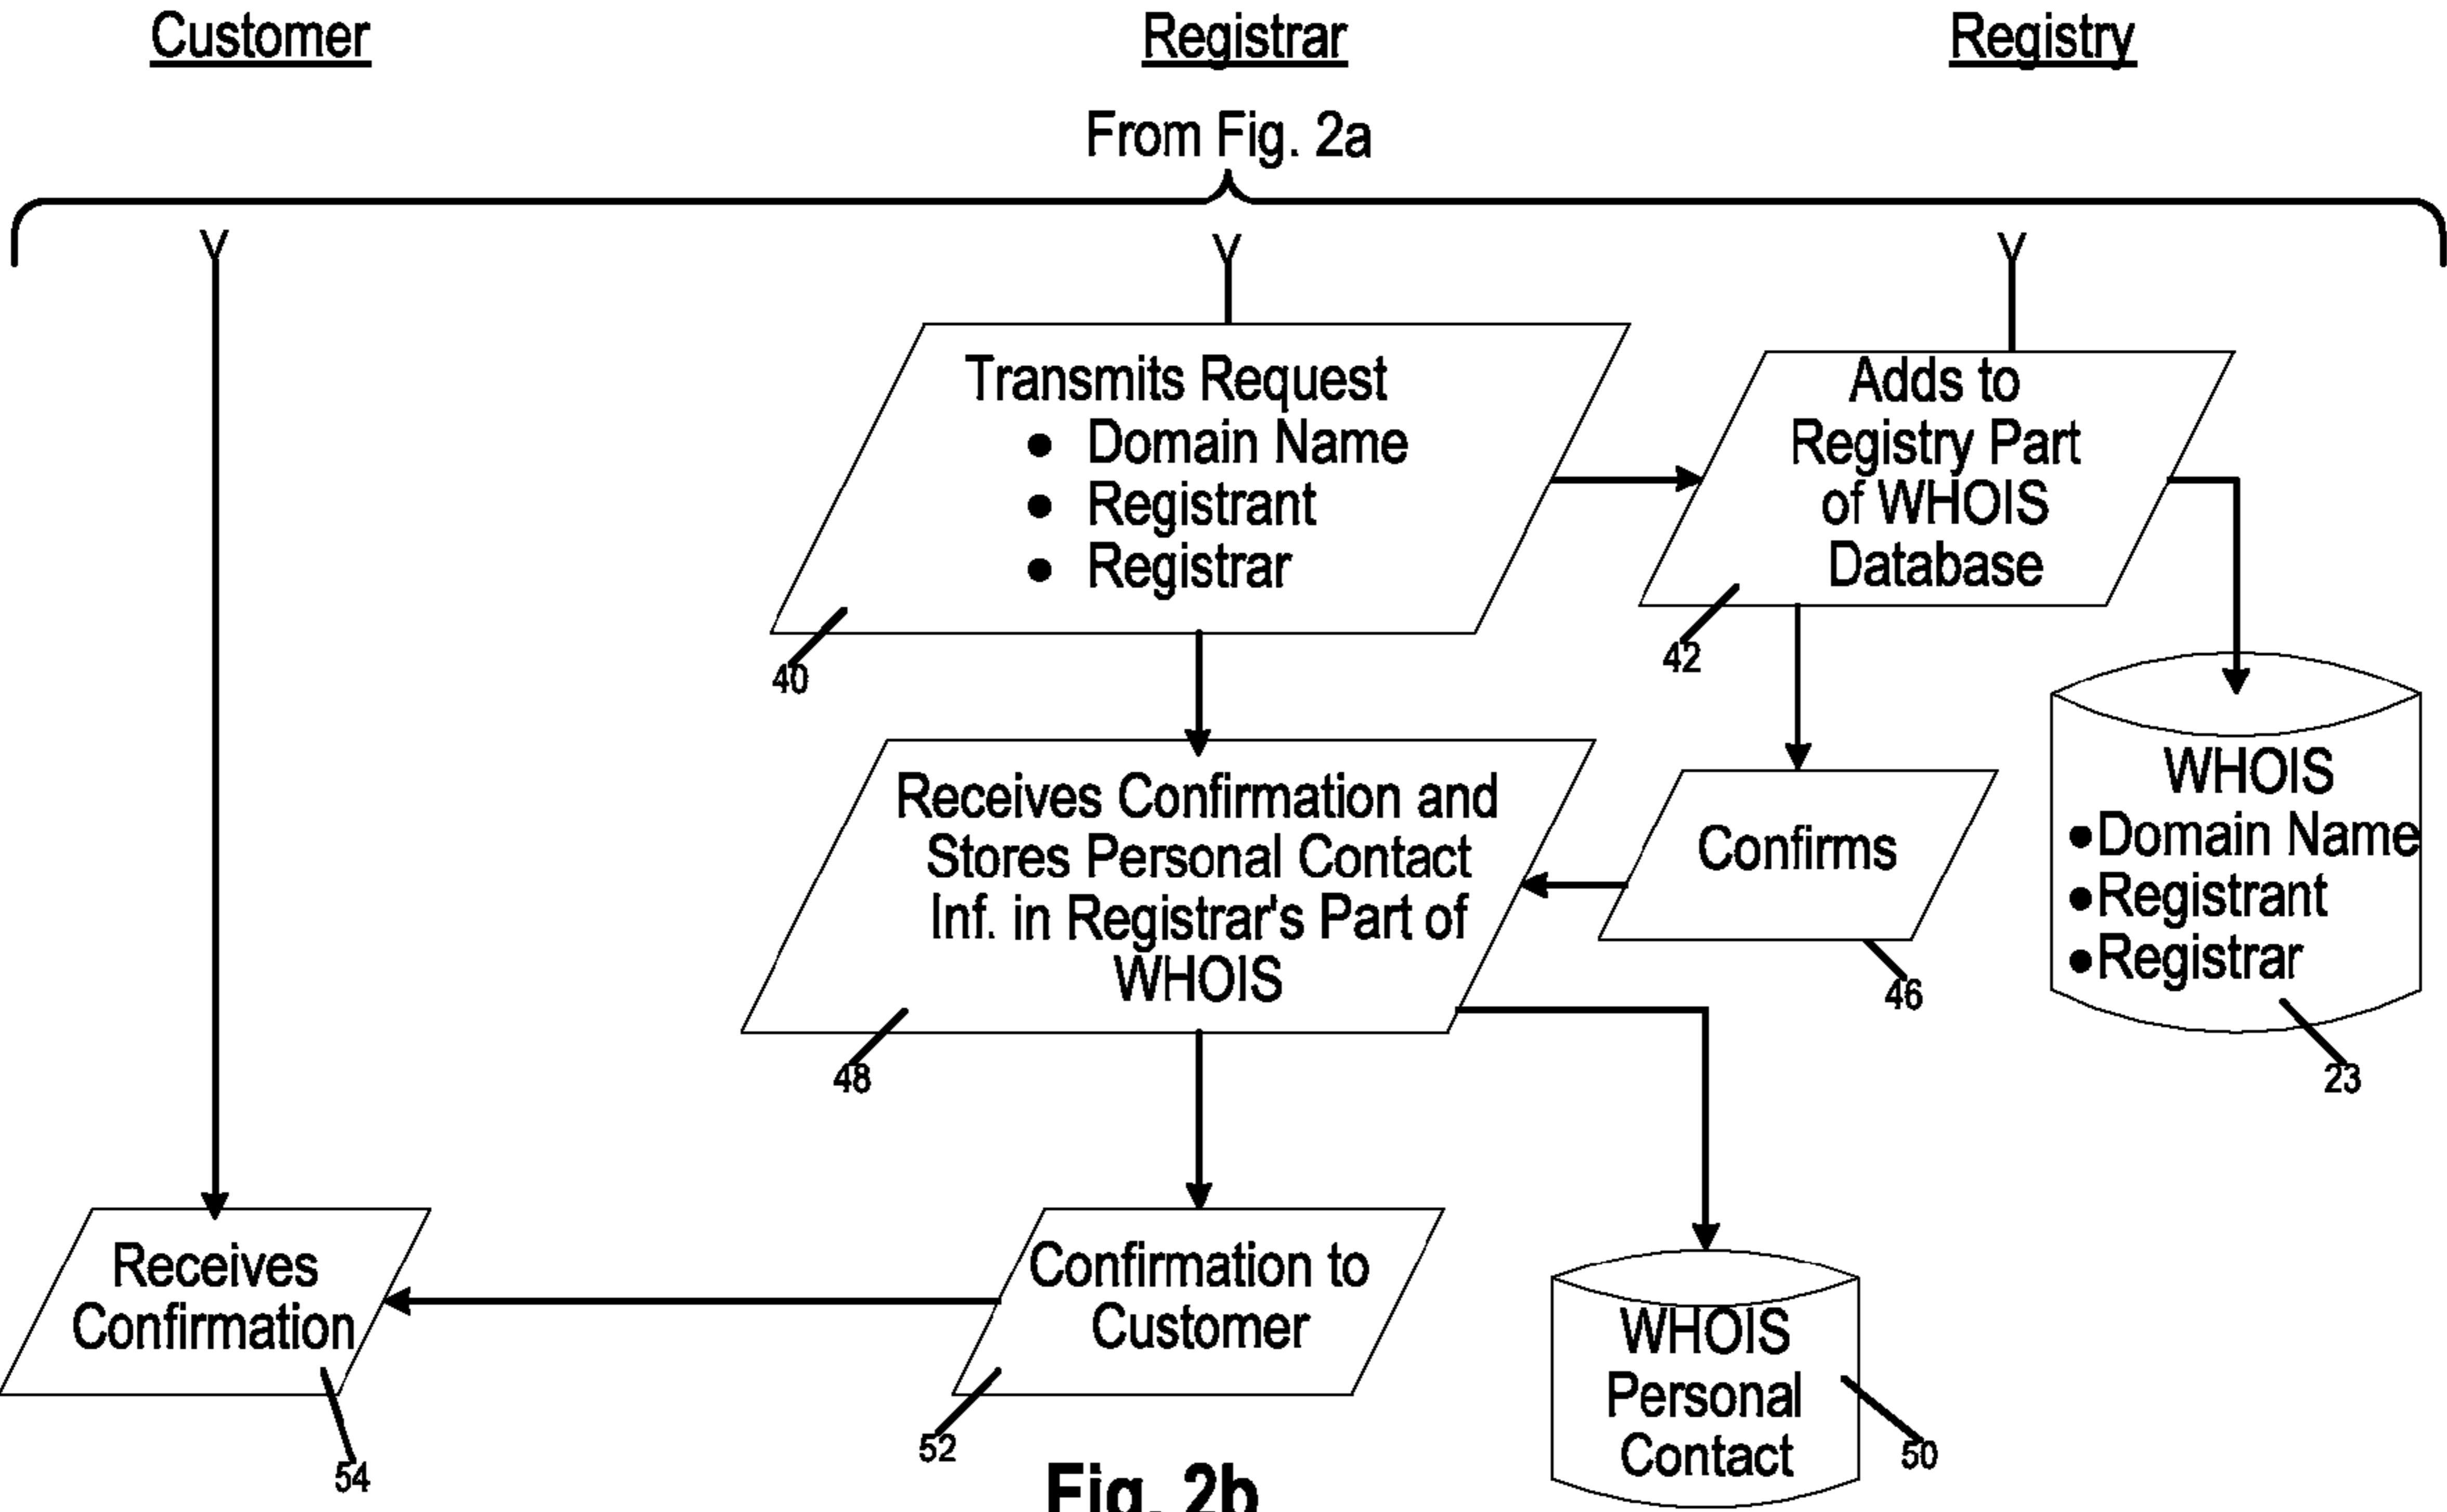 Customer
Registrar
Registry
From Fig. 2a
Transmits Request
● Domain Name
● Registrant
● Registrar
40
Adds to
Registry Part
of WHOIS
Database
42
WHOIS
●Domain Name
●Registrant
●Registrar
23
Receives Confirmation and
Stores Personal Contact
Inf. in Registrar's Part of
WHOIS
48
Confirms
46
Receives
Confirmation
54
Confirmation to
Customer
52
WHOIS
Personal
Contact
50
Fig. 2b